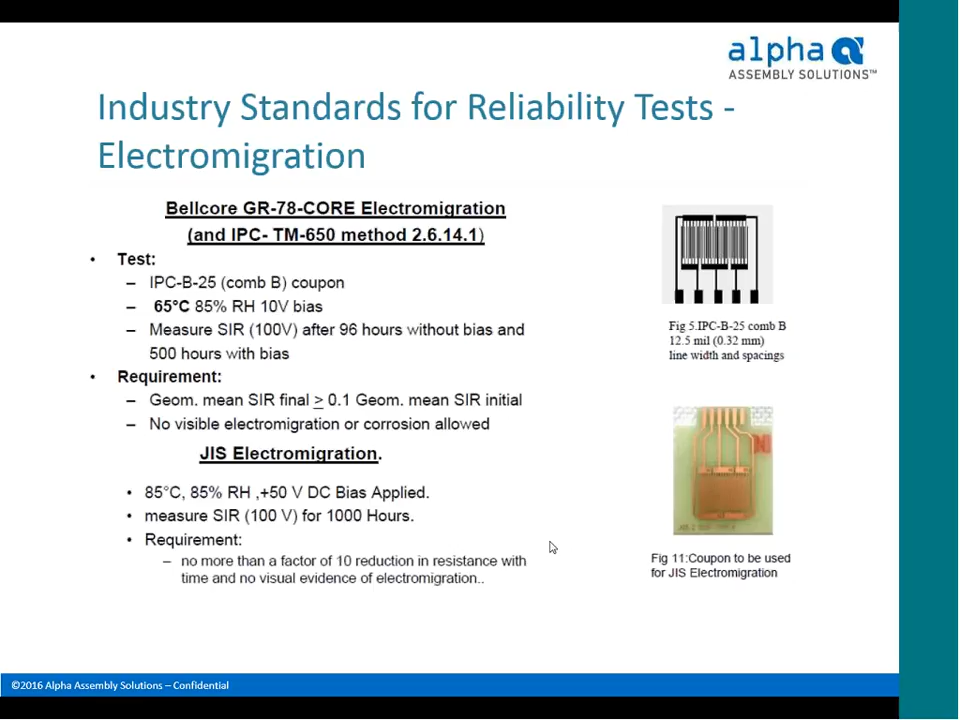 alpha
ASSEMBLY SOLUTIONS™
Industry Standards for Reliability Tests -
Electromigration
Bellcore GR-78-CORE Electromigration
(and IPC- TM-650 method 2.6.14.1)
• Test:
– IPC-B-25 (comb B) coupon
– 65°C 85% RH 10V bias
– Measure SIR (100V) after 96 hours without bias and
500 hours with bias
• Requirement:
– Geom. mean SIR final ≥ 0.1 Geom. mean SIR initial
– No visible electromigration or corrosion allowed
JIS Electromigration.
• 85°C, 85% RH ,+50 V DC Bias Applied.
• measure SIR (100 V) for 1000 Hours.
• Requirement:
– no more than a factor of 10 reduction in resistance with
time and no visual evidence of electromigration..
Fig 5.IPC-B-25 comb B
12.5 mil (0.32 mm)
line width and spacings
Fig 11:Coupon to be used
for JIS Electromigration
©2016 Alpha Assembly Solutions – Confidential